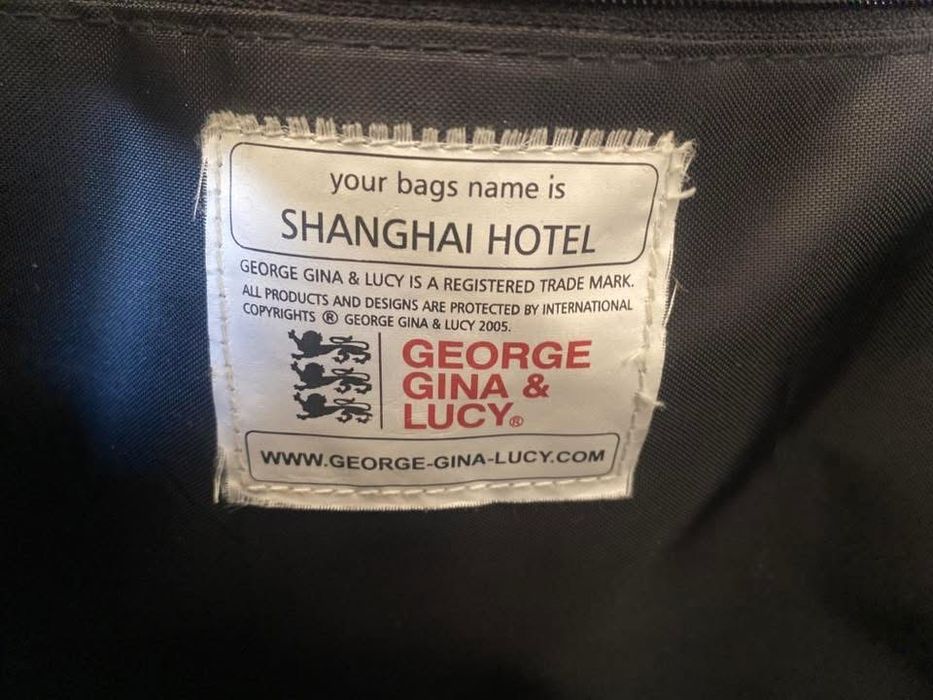 your bags name is
SHANGHAI HOTEL
GEORGE GINA & LUCY IS A REGISTERED TRADE MARK.
ALL PRODUCTS AND DESIGNS ARE PROTECTED BY INTERNATIONAL
COPYRIGHTS ® GEORGE GINA & LUCY 2005.
GEORGE
GINA &
LUCY®
WWW.GEORGE-GINA-LUCY.COM